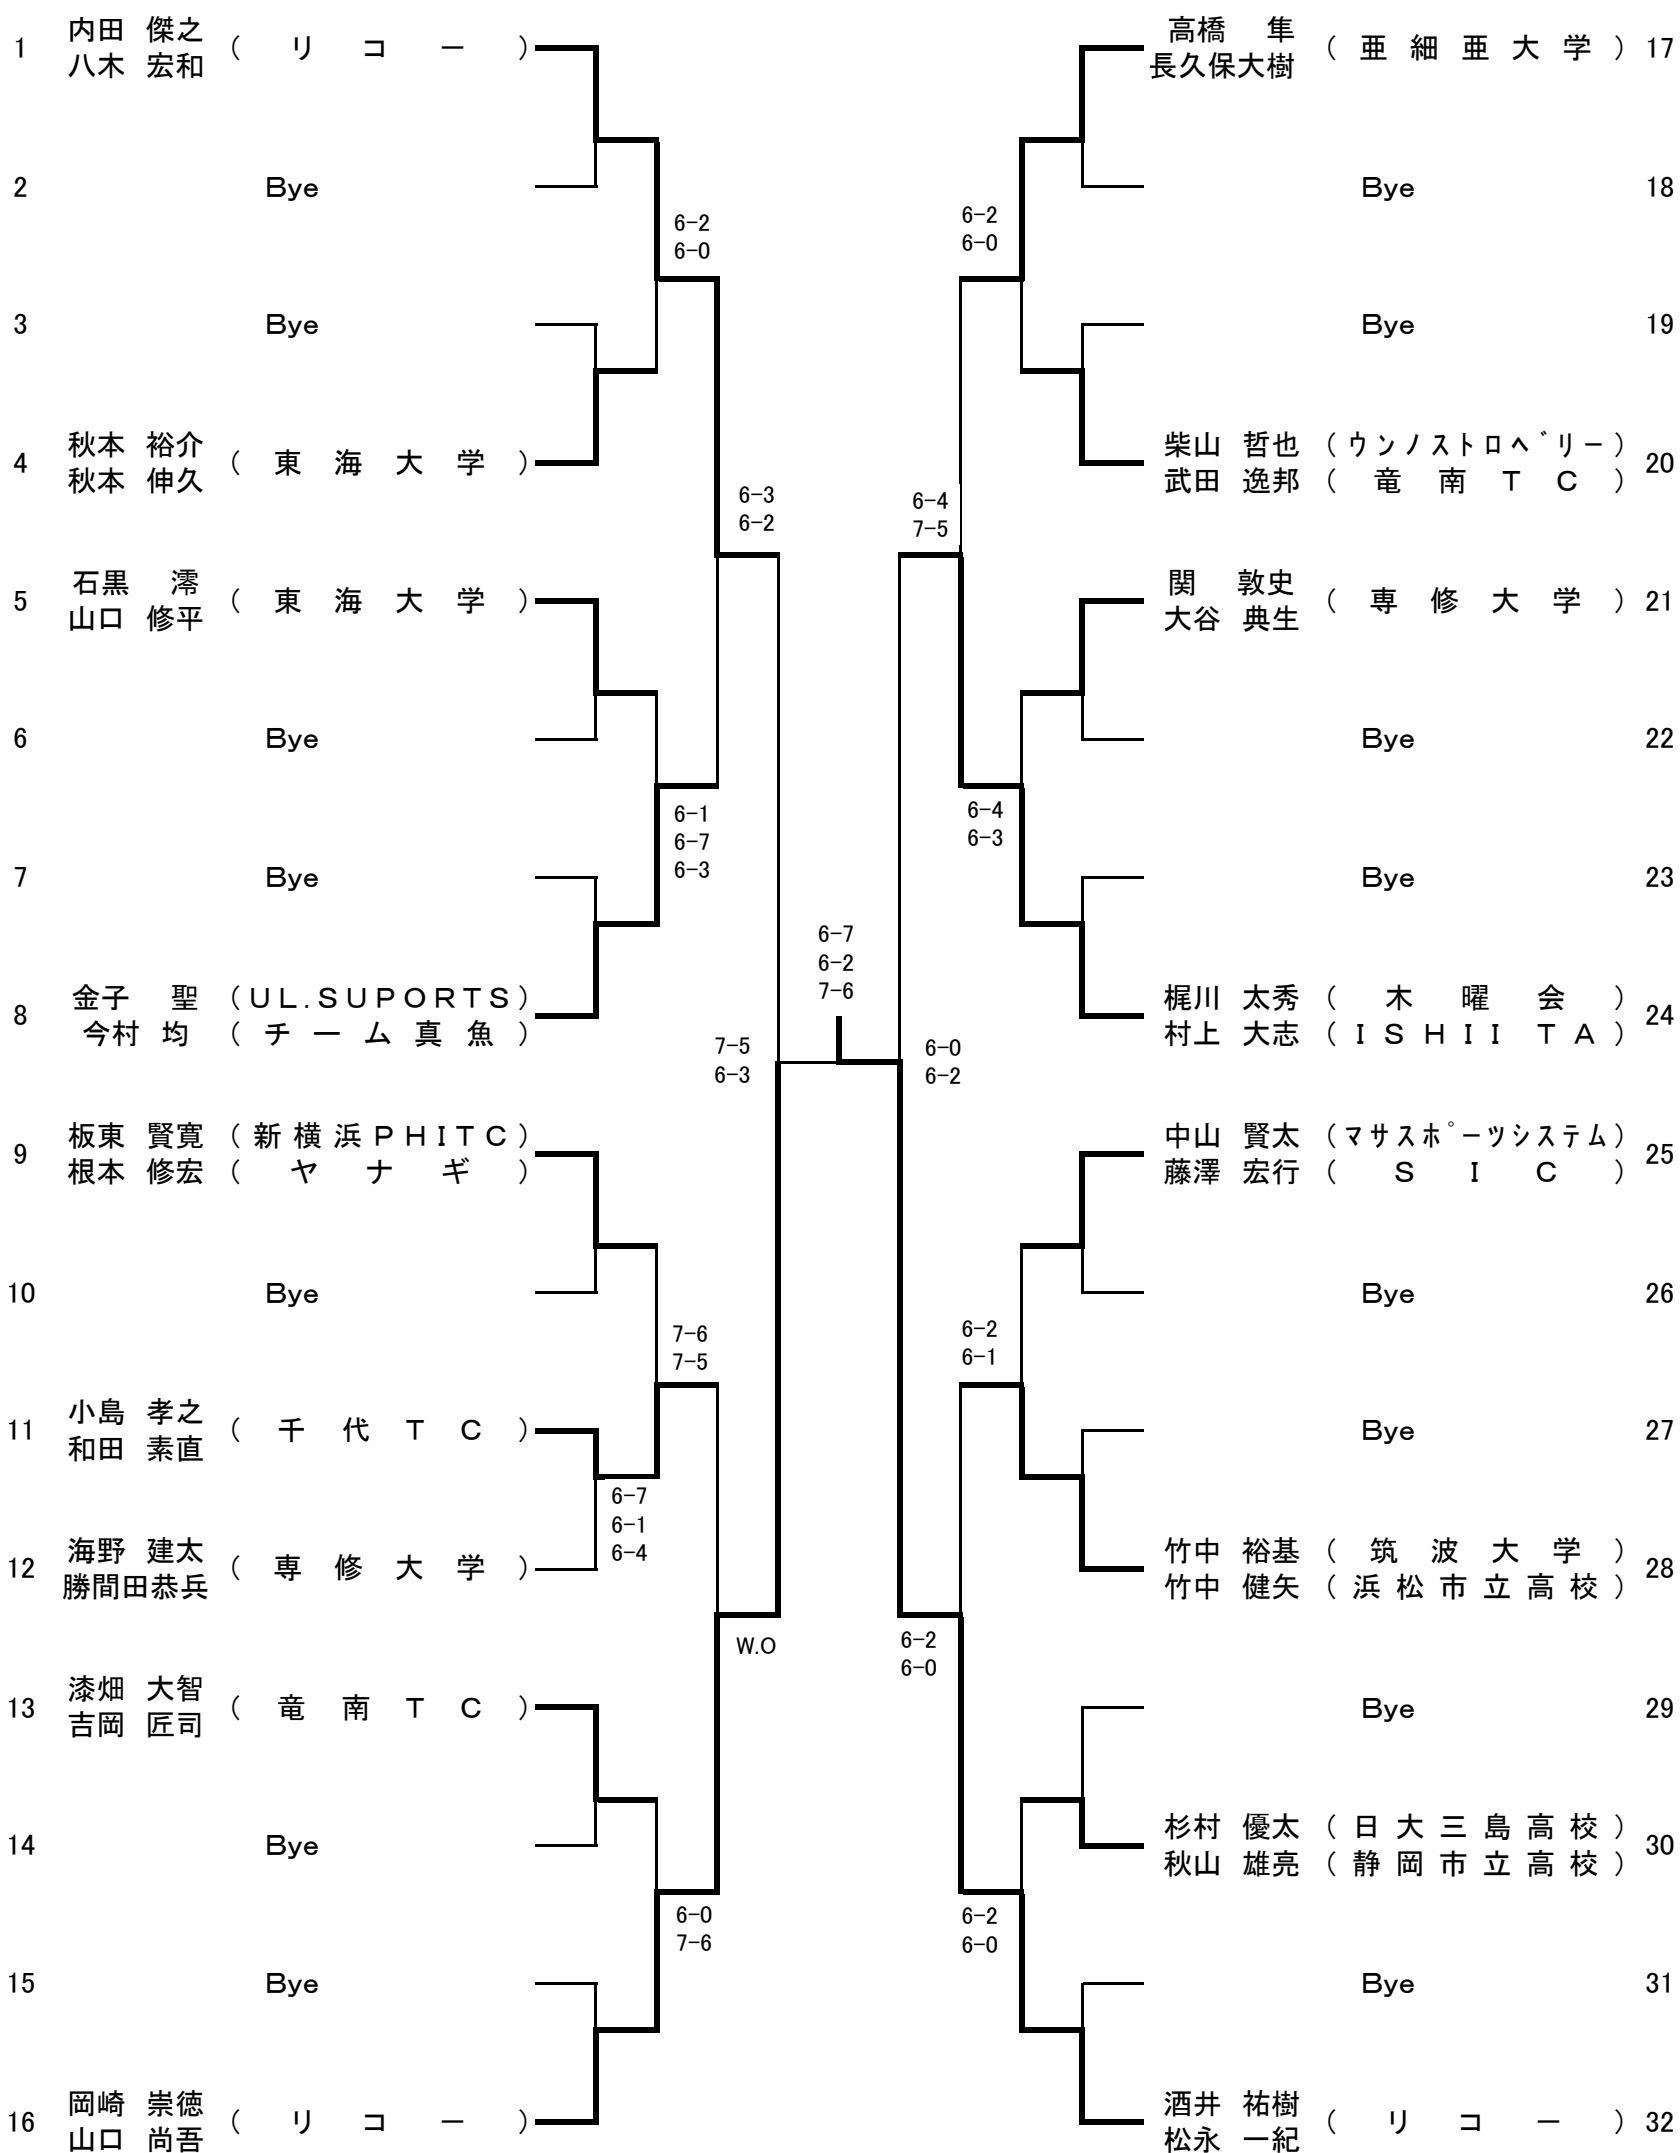 1 内田 傑之 ( リ コ ー )
八木 宏和
2 Bye
3 Bye
4 秋本 裕介 ( 東 海 大 学 )
秋本 伸久
5 石黒 澪 ( 東 海 大 学 )
山口 修平
6 Bye
7 Bye
8 金子 聖 (UL.SUPORTS)
今村 均 ( チ ー ム 真 魚 )
9 板東 賢寛 ( 新 横 浜 PHITC )
根本 修宏 ( ヤ ナ ギ )
10 Bye
11 小島 孝之 ( 千 代 T C )
和田 素直
12 海野 建太 ( 専 修 大 学 )
勝間田恭兵
13 漆畑 大智 ( 竜 南 T C )
吉岡 匠司
14 Bye
15 Bye
16 岡崎 崇徳 ( リ コ ー )
山口 尚吾
6-2
6-0
6-3
6-2
6-1
6-7
6-3
7-5
6-3
7-6
7-5
6-7
6-1
6-4
W.O
6-0
7-6
6-7
6-2
7-6
6-2
6-0
6-4
7-5
6-4
6-3
6-0
6-2
6-2
6-1
6-2
6-0
6-2
6-0
高橋 隼 ( 亜 細 亜 大 学 ) 17
長久保大樹
Bye 18
Bye 19
柴山 哲也 (ウンノストロベリー) 20
武田 逸邦 ( 竜 南 T C )
関 敦史 ( 専 修 大 学 ) 21
大谷 典生
Bye 22
Bye 23
梶川 太秀 ( 木 曜 会 ) 24
村上 大志 ( ISHII TA )
中山 賢太 (マサスポーツシステム) 25
藤澤 宏行 ( S I C )
Bye 26
Bye 27
竹中 裕基 ( 筑 波 大 学 ) 28
竹中 健矢 ( 浜 松 市 立 高 校 )
Bye 29
杉村 優太 ( 日 大 三 島 高 校 ) 30
秋山 雄亮 ( 静 岡 市 立 高 校 )
Bye 31
酒井 祐樹 ( リ コ ー ) 32
松永 一紀